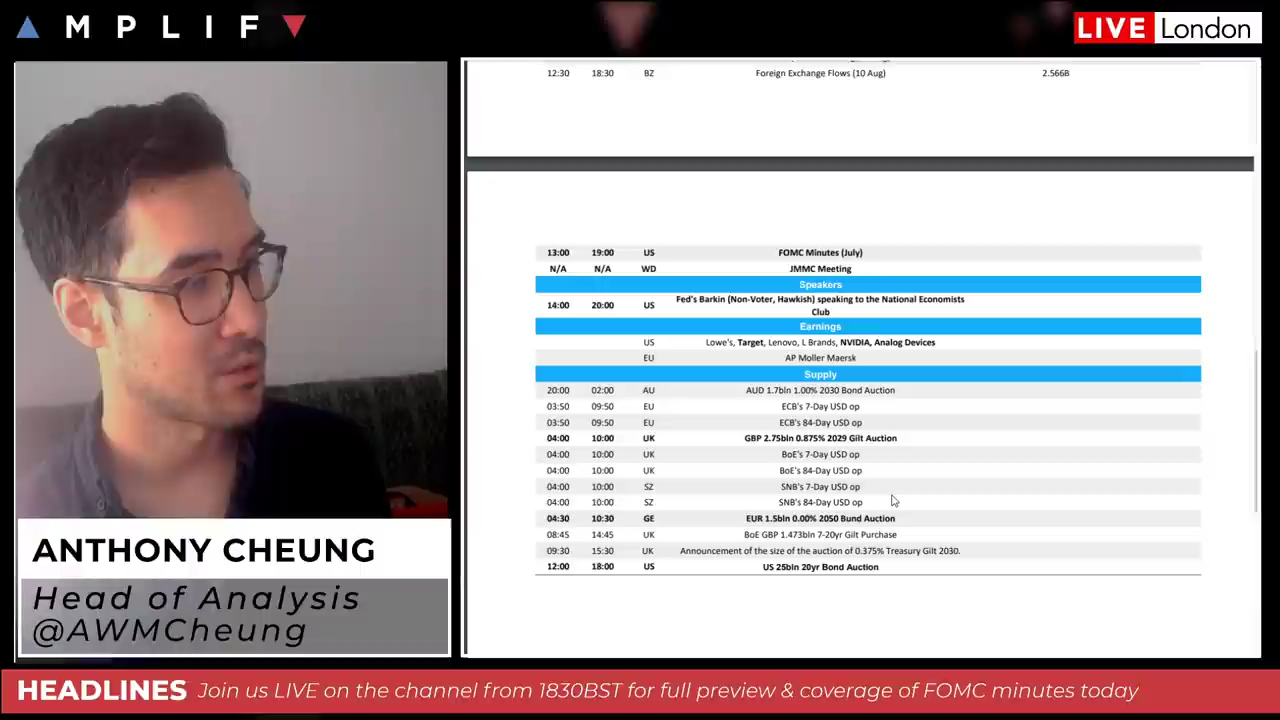 AMPLIFY
LIVE London
12:30 18:30 BZ Foreign Exchange Flows (10 Aug) 2.566B
13:00 19:00 US FOMC Minutes (July)
N/A N/A WD JMMC Meeting
Speakers
14:00 20:00 US Fed's Barkin (Non-Voter, Hawkish) speaking to the National Economists
Club
Earnings
US Lowe's, Target, Lenovo, L Brands, NVIDIA, Analog Devices
EU AP Moller Maersk
Supply
20:00 02:00 AU AUD 1.7bln 1.00% 2030 Bond Auction
03:50 09:50 EU ECB's 7-Day USD op
03:50 09:50 EU ECB's 84-Day USD op
04:00 10:00 UK GBP 2.75bln 0.875% 2029 Gilt Auction
04:00 10:00 UK BoE's 7-Day USD op
04:00 10:00 UK BoE's 84-Day USD op
04:00 10:00 SZ SNB's 7-Day USD op
04:00 10:00 SZ SNB's 84-Day USD op
04:30 10:30 GE EUR 1.5bln 0.00% 2050 Bund Auction
08:45 14:45 UK BoE GBP 1.473bln 7-20yr Gilt Purchase
09:30 15:30 UK Announcement of the size of the auction of 0.375% Treasury Gilt 2030.
12:00 18:00 US US 25bln 20yr Bond Auction
ANTHONY CHEUNG
Head of Analysis
@AWMCheung
HEADLINES Join us LIVE on the channel from 1830BST for full preview & coverage of FOMC minutes today